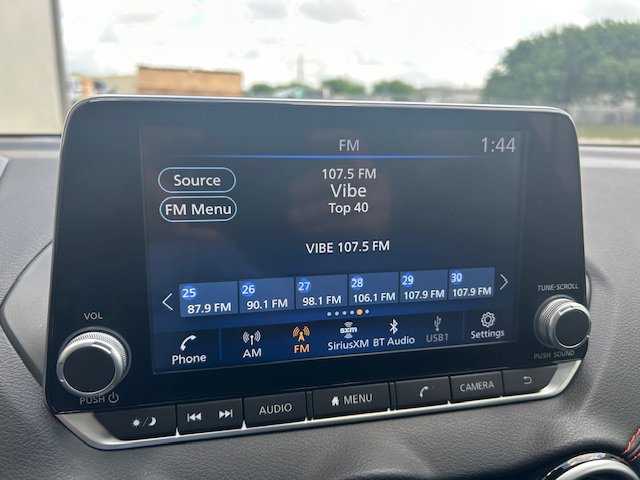 FM
1:44
Source
107.5 FM
Vibe
FM Menu
Top 40
VIBE 107.5 FM
25 26 27 28 29 30
87.9 FM 90.1 FM 98.1 FM 106.1 FM 107.9 FM 107.9 FM
VOL
TUNE·SCROLL
sxm
Phone AM FM SiriusXM BT Audio USB1 Settings
PUSH
PUSH SOUND
AUDIO MENU CAMERA